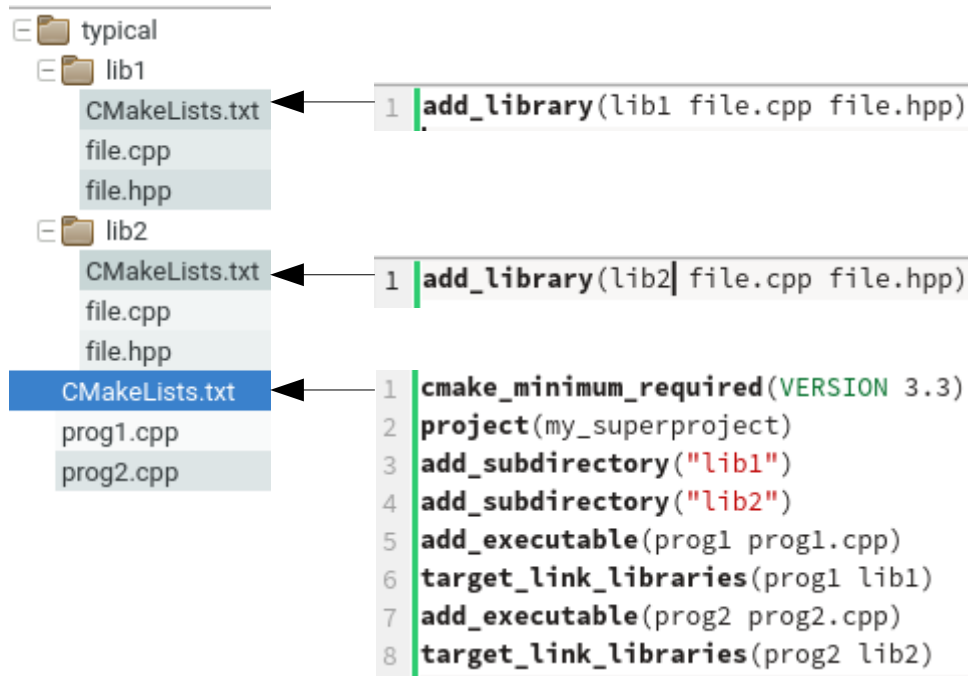 typical
lib1
CMakeLists.txt
file.cpp
file.hpp
lib2
CMakeLists.txt
file.cpp
file.hpp
CMakeLists.txt
prog1.cpp
prog2.cpp
1 add_library(lib1 file.cpp file.hpp)
1 add_library(lib2 file.cpp file.hpp)
1 cmake_minimum_required(VERSION 3.3)
2 project(my_superproject)
3 add_subdirectory("lib1")
4 add_subdirectory("lib2")
5 add_executable(prog1 prog1.cpp)
6 target_link_libraries(prog1 lib1)
7 add_executable(prog2 prog2.cpp)
8 target_link_libraries(prog2 lib2)